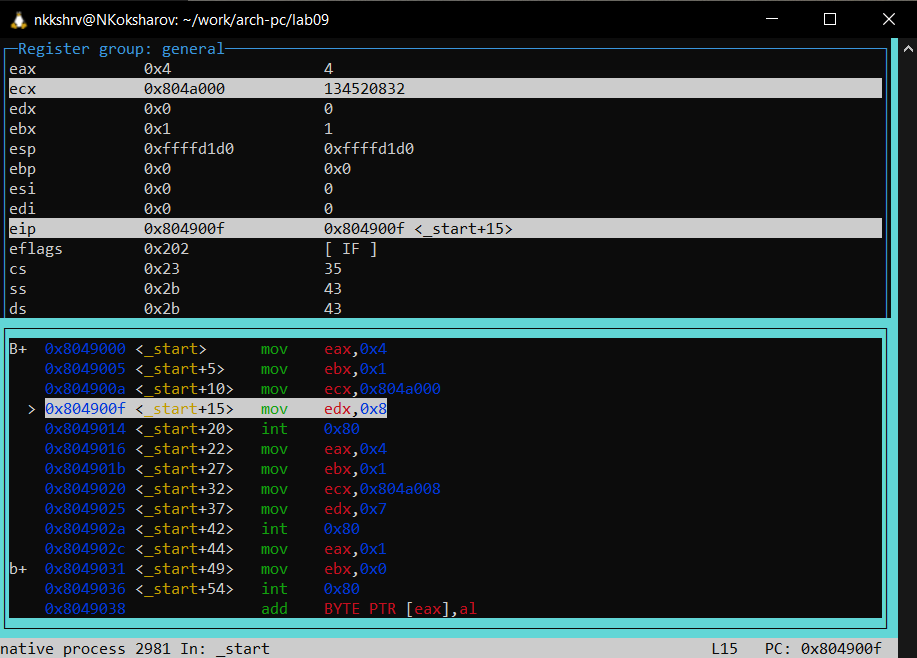 nkkshrv@NKoksharov: ~/work/arch-pc/lab09
Register group: general
eax 0x4 4
ecx 0x804a000 134520832
edx 0x0 0
ebx 0x1 1
esp 0xffffd1d0 0xffffd1d0
ebp 0x0 0x0
esi 0x0 0
edi 0x0 0
eip 0x804900f 0x804900f <_start+15>
eflags 0x202 [ IF ]
cs 0x23 35
ss 0x2b 43
ds 0x2b 43
B+ 0x8049000 <_start> mov eax,0x4
0x8049005 <_start+5> mov ebx,0x1
0x804900a <_start+10> mov ecx,0x804a000
> 0x804900f <_start+15> mov edx,0x8
0x8049014 <_start+20> int 0x80
0x8049016 <_start+22> mov eax,0x4
0x804901b <_start+27> mov ebx,0x1
0x8049020 <_start+32> mov ecx,0x804a008
0x8049025 <_start+37> mov edx,0x7
0x804902a <_start+42> int 0x80
0x804902c <_start+44> mov eax,0x1
b+ 0x8049031 <_start+49> mov ebx,0x0
0x8049036 <_start+54> int 0x80
0x8049038 add BYTE PTR [eax],al
native process 2981 In: _start L15 PC: 0x804900f